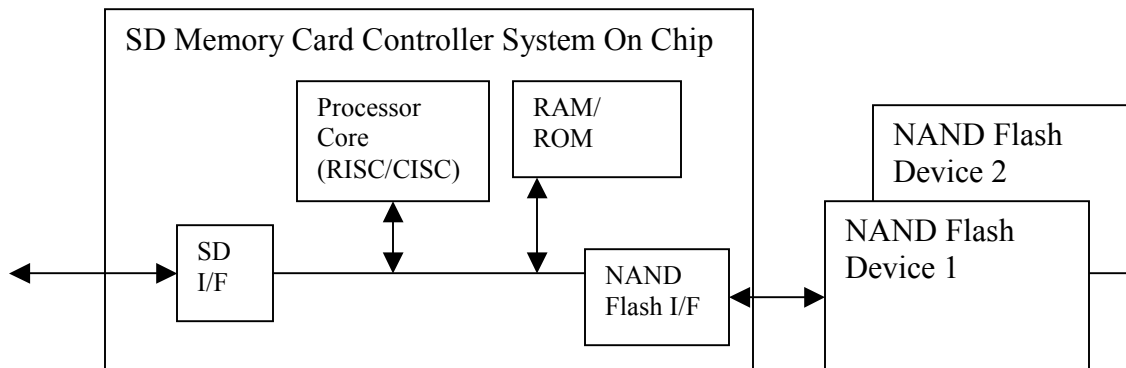 SD Memory Card Controller System On Chip
Processor
Core
(RISC/CISC)
RAM/
ROM
NAND Flash
Device 2
NAND Flash
Device 1
SD
I/F
NAND
Flash I/F